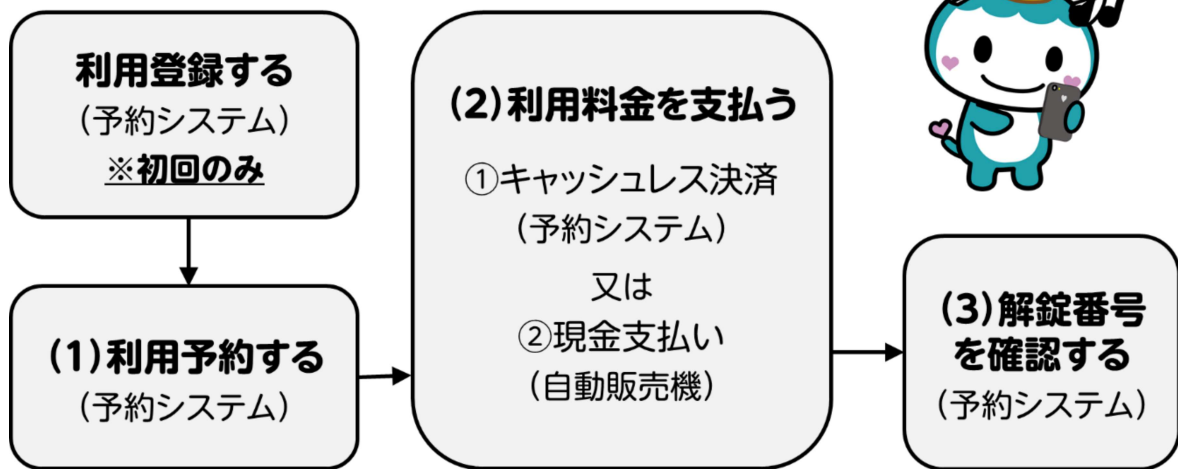 利用登録する
(予約システム)
※初回のみ
(1)利用予約する
(予約システム)
(2)利用料金を支払う
①キャッシュレス決済
(予約システム)
又は
②現金支払い
(自動販売機)
(3)解錠番号
を確認する
(予約システム)